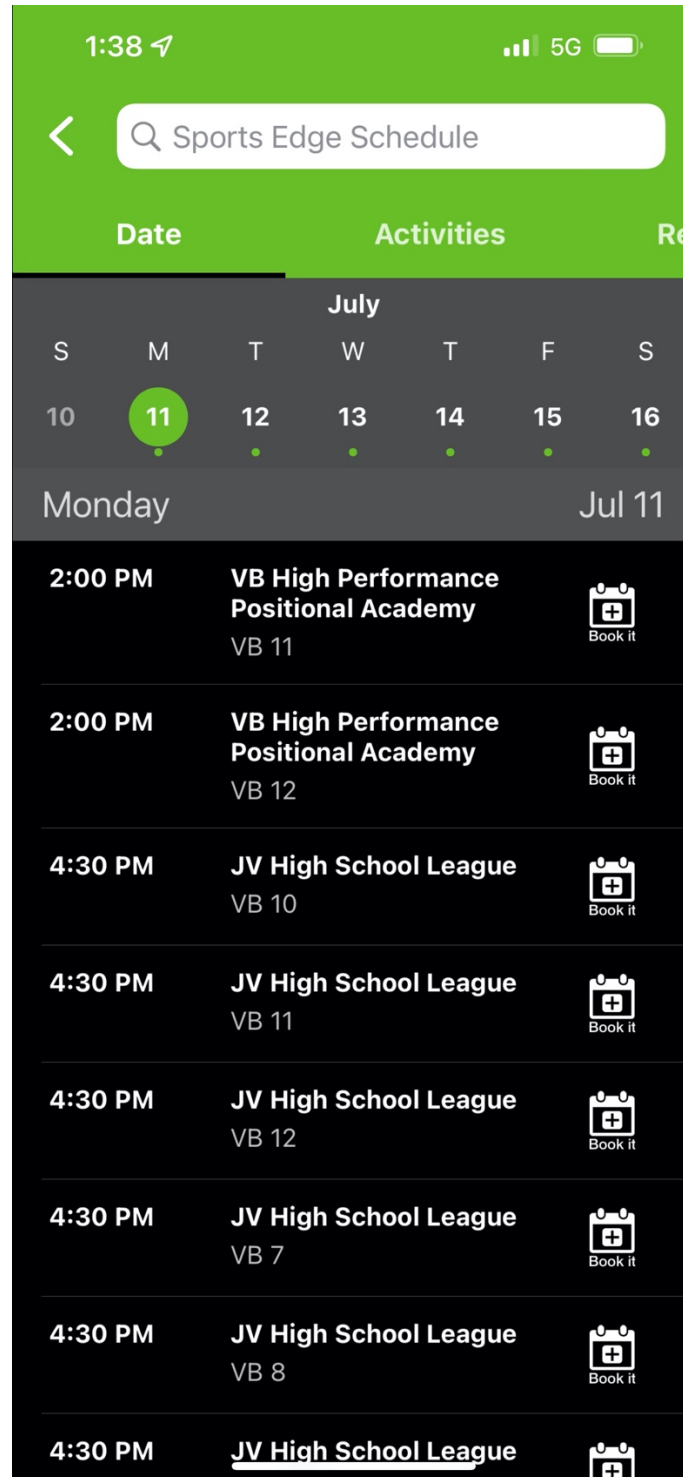 1:38 5G
Sports Edge Schedule
Date Activities Re
July
S M T W T F S
10 11 12 13 14 15 16
Monday Jul 11
2:00 PM VB High Performance
Positional Academy
VB 11
Book it
2:00 PM VB High Performance
Positional Academy
VB 12
Book it
4:30 PM JV High School League
VB 10
Book it
4:30 PM JV High School League
VB 11
Book it
4:30 PM JV High School League
VB 12
Book it
4:30 PM JV High School League
VB 7
Book it
4:30 PM JV High School League
VB 8
Book it
4:30 PM JV High School League